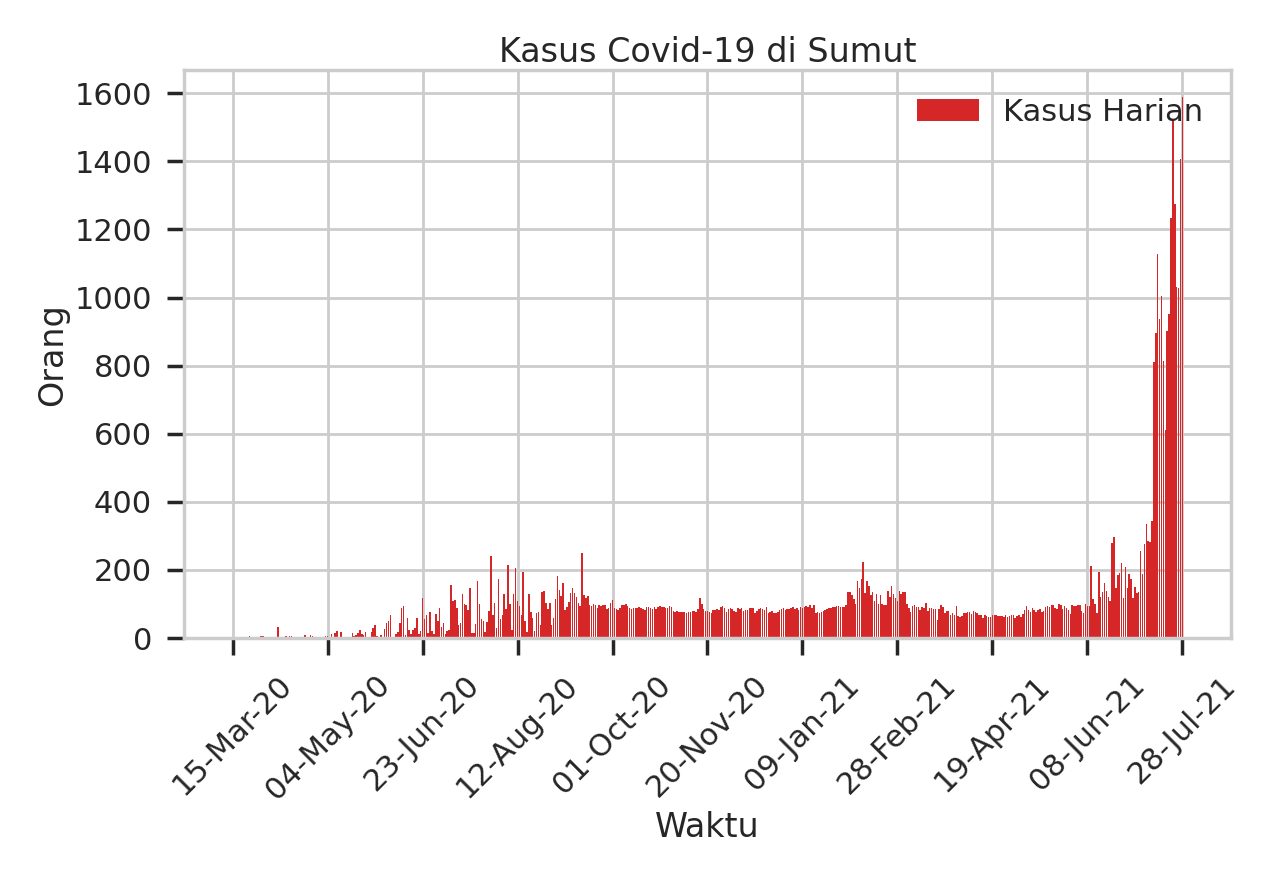 Kasus Covid-19 di Sumut
Kasus Harian
1600
1400
1200
1000
800
600
400
200
0
Orang
15-Mar-20
04-May-20
23-Jun-20
12-Aug-20
01-Oct-20
20-Nov-20
09-Jan-21
28-Feb-21
19-Apr-21
08-Jun-21
28-Jul-21
Waktu